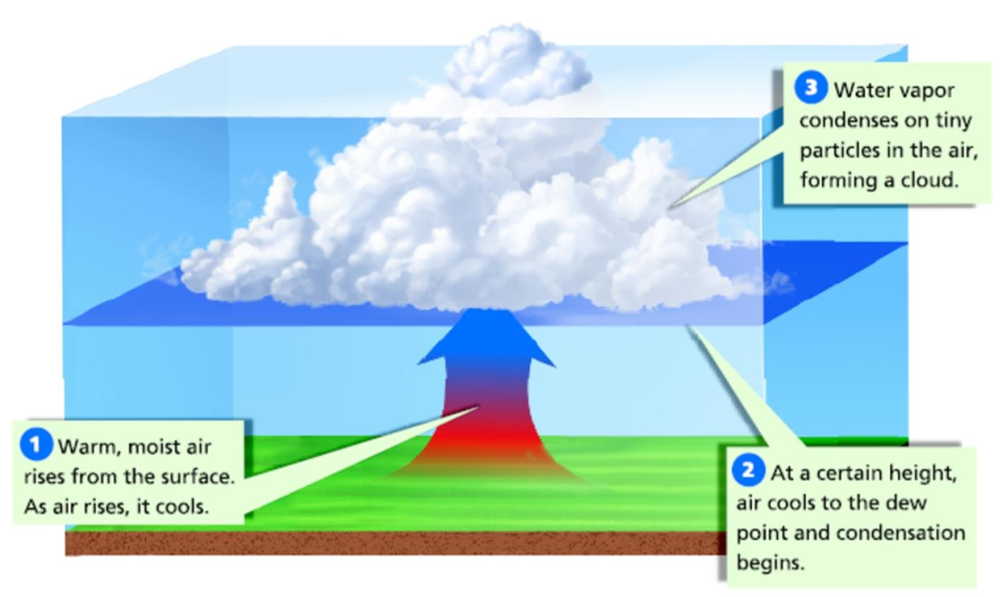 1 Warm, moist air
rises from the surface.
As air rises, it cools.
2 At a certain height,
air cools to the dew
point and condensation
begins.
3 Water vapor
condenses on tiny
particles in the air,
forming a cloud.